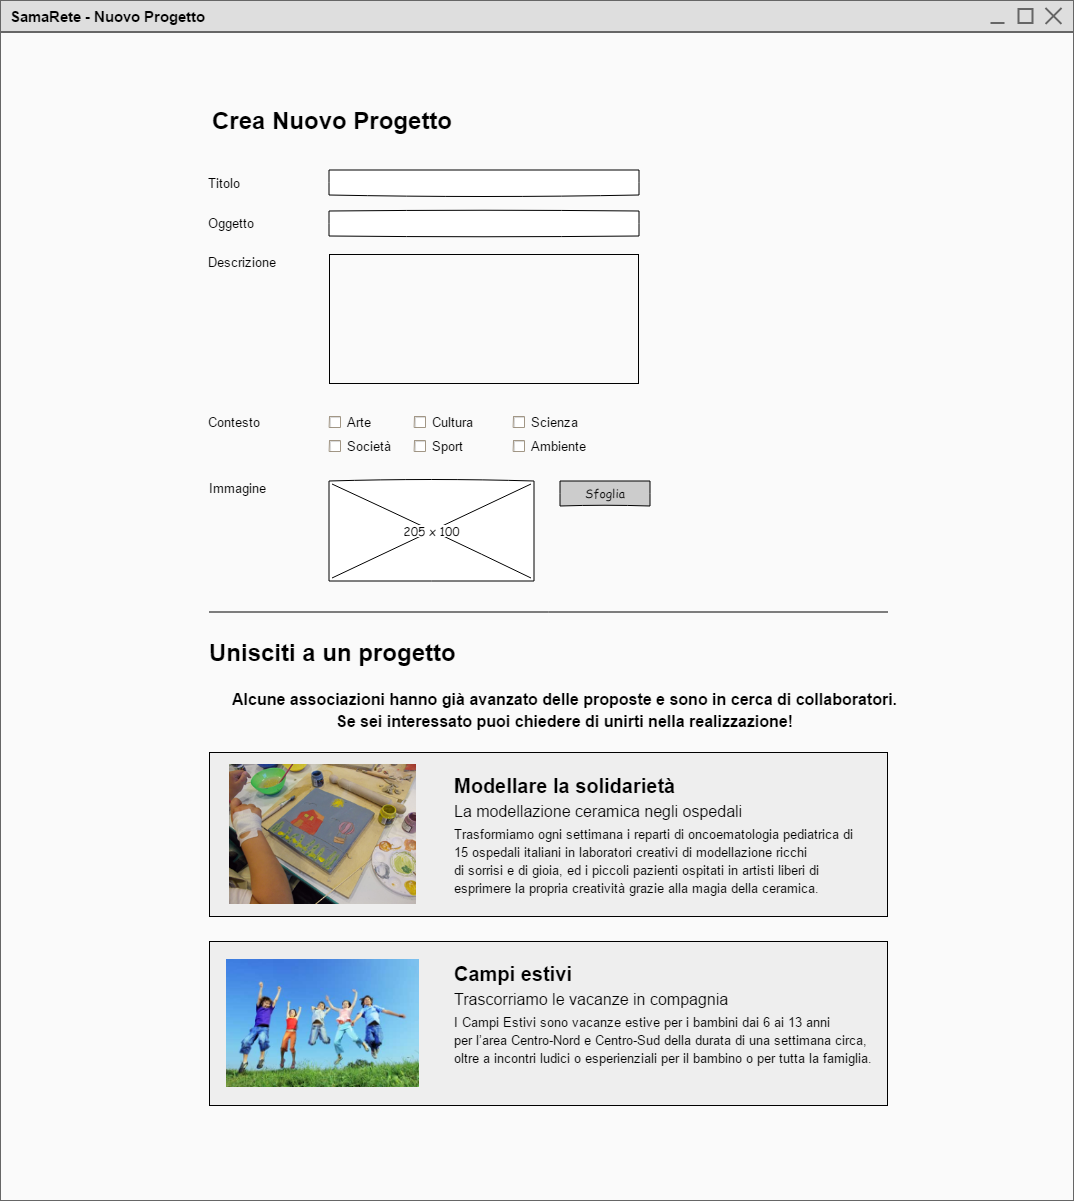 SamaRete - Nuovo Progetto
Crea Nuovo Progetto
Titolo
Oggetto
Descrizione
Contesto
Arte
Cultura
Scienza
Società
Sport
Ambiente
Immagine
205 x 100
Sfoglia
Unisciti a un progetto
Alcune associazioni hanno già avanzato delle proposte e sono in cerca di collaboratori.
Se sei interessato puoi chiedere di unirti nella realizzazione!
Modellare la solidarietà
La modellazione ceramica negli ospedali
Trasformiamo ogni settimana i reparti di oncoematologia pediatrica di
15 ospedali italiani in laboratori creativi di modellazione ricchi
di sorrisi e di gioia, ed i piccoli pazienti ospitati in artisti liberi di
esprimere la propria creatività grazie alla magia della ceramica.
Campi estivi
Trascorriamo le vacanze in compagnia
I Campi Estivi sono vacanze estive per i bambini dai 6 ai 13 anni
per l'area Centro-Nord e Centro-Sud della durata di una settimana circa,
oltre a incontri ludici o esperienziali per il bambino o per tutta la famiglia.